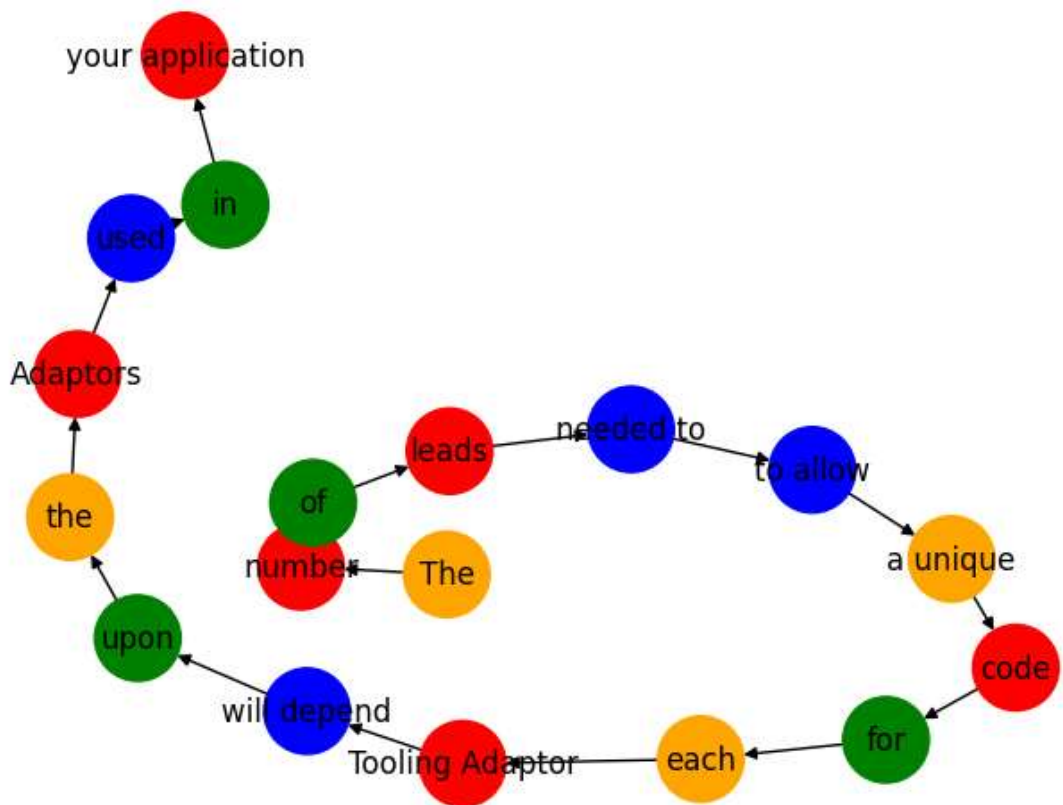 The
number
of
leads
needed to
to allow
a unique
code
for
each
Tooling Adaptor
will depend
upon
the
Adaptors
used
in
your application